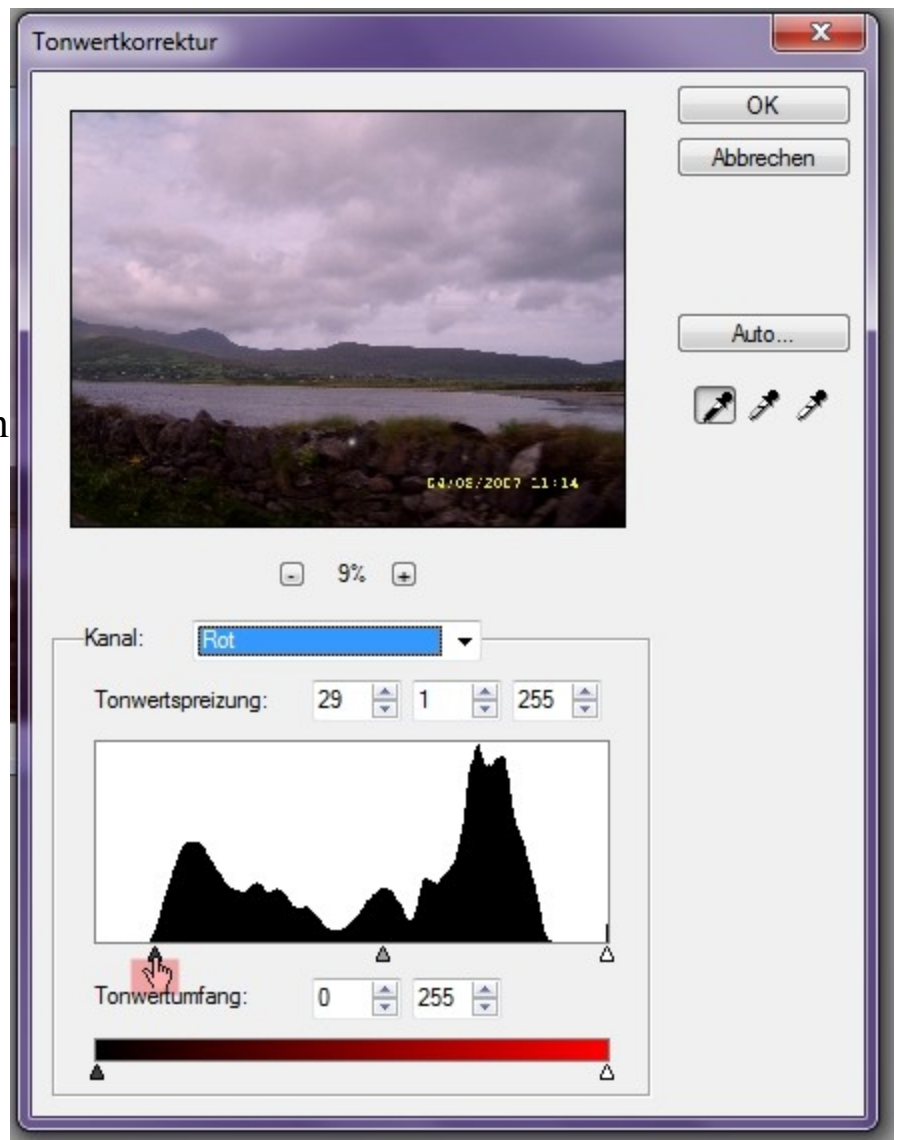 Tonwertkorrektur
x
OK
Abbrechen
Auto...
n
04/08/2007 11:14
- 9% +
Kanal: Rot
Tonwertspreizung: 29 1 255
Tonwertumfang: 0 255